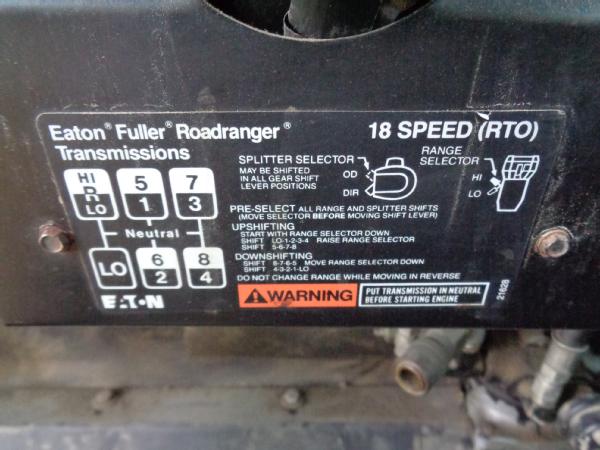 Eaton® Fuller® Roadranger®
Transmissions
18 SPEED (RTO)
HI
R
LO
5
1
7
3
Neutral
LO
6
2
8
4
EATON
SPLITTER SELECTOR
MAY BE SHIFTED
IN ALL GEAR SHIFT
LEVER POSITIONS
OD
DIR
RANGE
SELECTOR
HI
LO
PRE-SELECT ALL RANGE AND SPLITTER SHIFTS
(MOVE SELECTOR BEFORE MOVING SHIFT LEVER)
UPSHIFTING
START WITH RANGE SELECTOR DOWN
SHIFT LO-1-2-3-4 RAISE RANGE SELECTOR
SHIFT 5-6-7-8
DOWNSHIFTING
SHIFT 8-7-6-5 MOVE RANGE SELECTOR DOWN
SHIFT 4-3-2-1-LO
DO NOT CHANGE RANGE WHILE MOVING IN REVERSE
WARNING
PUT TRANSMISSION IN NEUTRAL
BEFORE STARTING ENGINE
21628